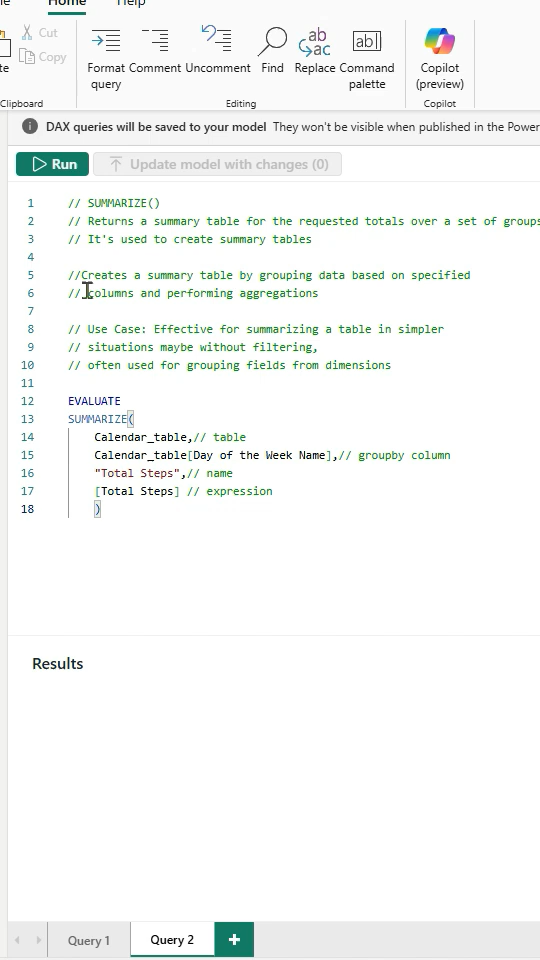 Home
Help
Cut
Copy
Clipboard
Format query
Comment
Uncomment
Find
Replace
Command palette
Editing
Copilot (preview)
Copilot
DAX queries will be saved to your model They won't be visible when published in the Power
Run
Update model with changes (0)
1 // SUMMARIZE()
2 // Returns a summary table for the requested totals over a set of groups
3 // It's used to create summary tables
4
5 //Creates a summary table by grouping data based on specified
6 // columns and performing aggregations
7
8 // Use Case: Effective for summarizing a table in simpler
9 // situations maybe without filtering,
10 // often used for grouping fields from dimensions
11
12 EVALUATE
13 SUMMARIZE(
14 Calendar_table,// table
15 Calendar_table[Day of the Week Name],// groupby column
16 "Total Steps",// name
17 [Total Steps] // expression
18 )
Results
Query 1
Query 2